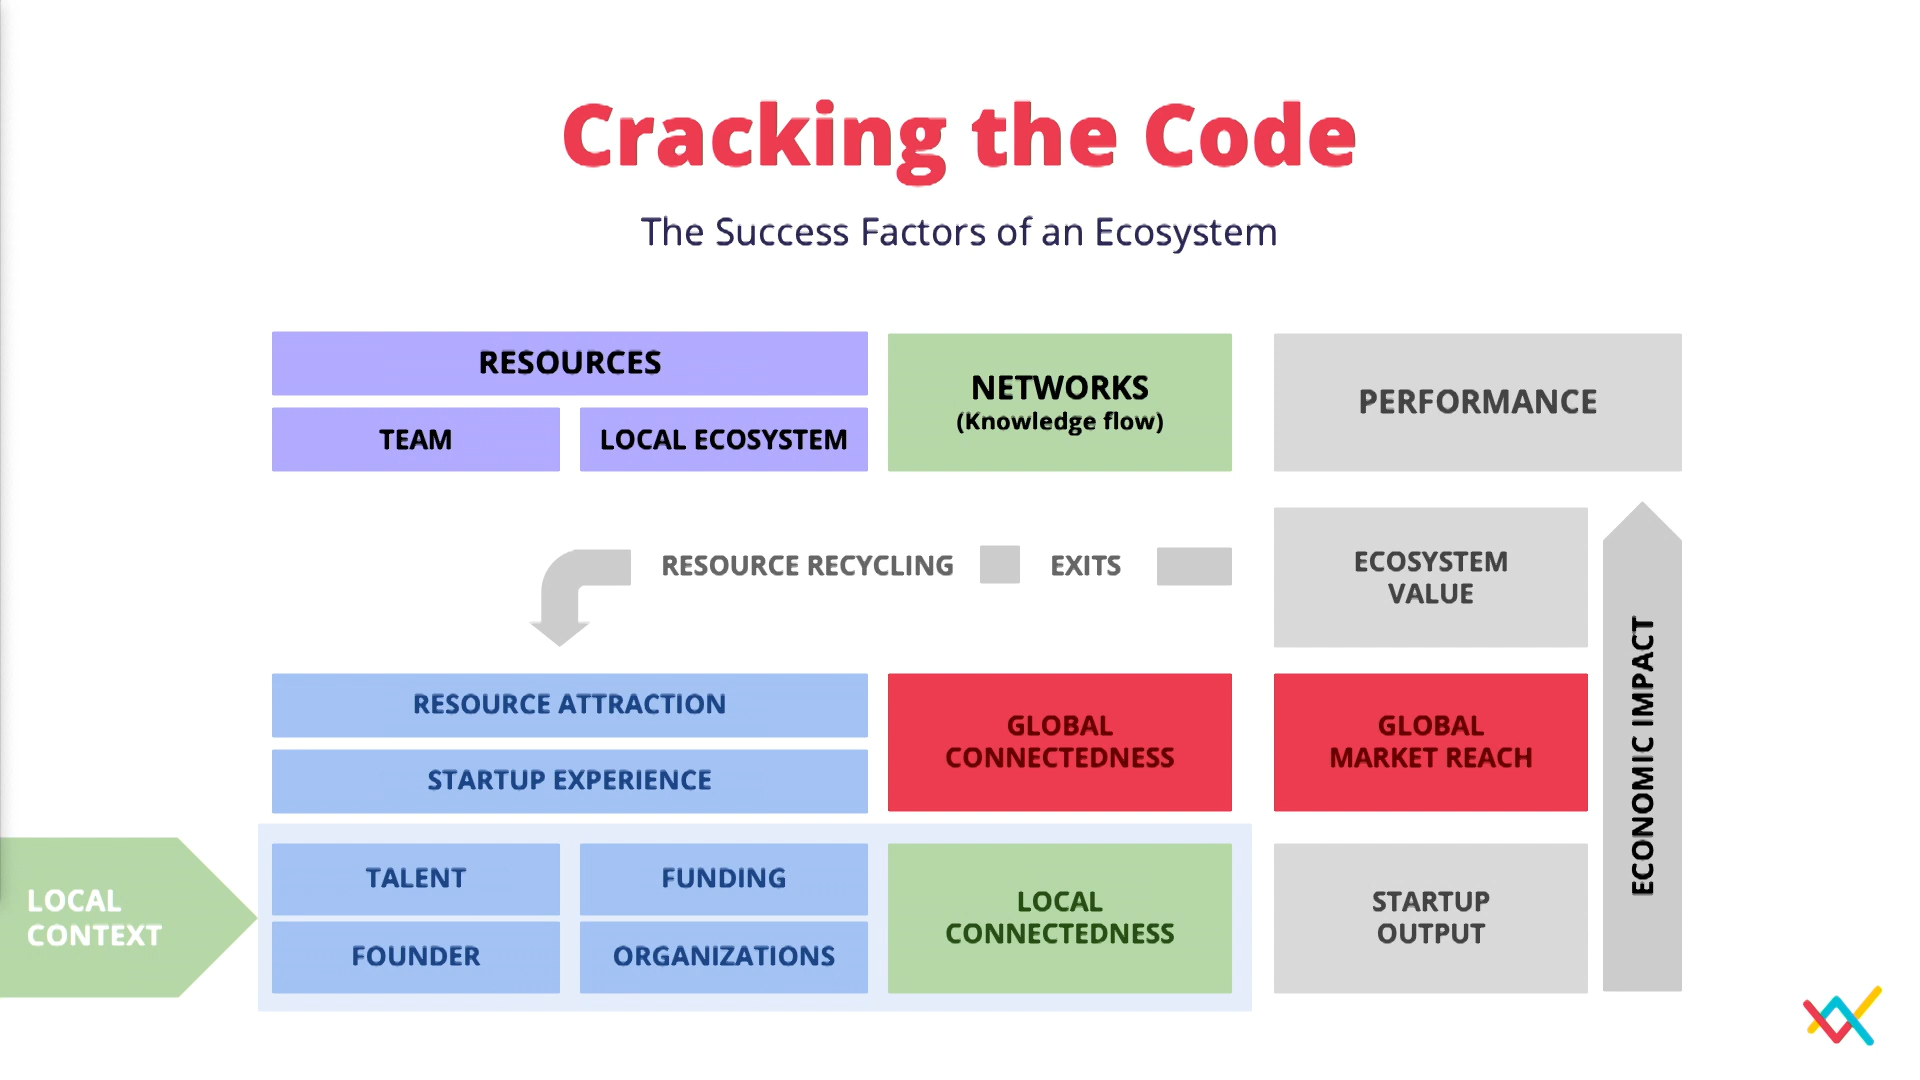 Cracking the Code
The Success Factors of an Ecosystem
RESOURCES
TEAM
LOCAL ECOSYSTEM
NETWORKS
(Knowledge flow)
PERFORMANCE
RESOURCE RECYCLING
EXITS
ECOSYSTEM
VALUE
RESOURCE ATTRACTION
STARTUP EXPERIENCE
GLOBAL
CONNECTEDNESS
GLOBAL
MARKET REACH
ECONOMIC IMPACT
LOCAL
CONTEXT
TALENT
FUNDING
FOUNDER
ORGANIZATIONS
LOCAL
CONNECTEDNESS
STARTUP
OUTPUT